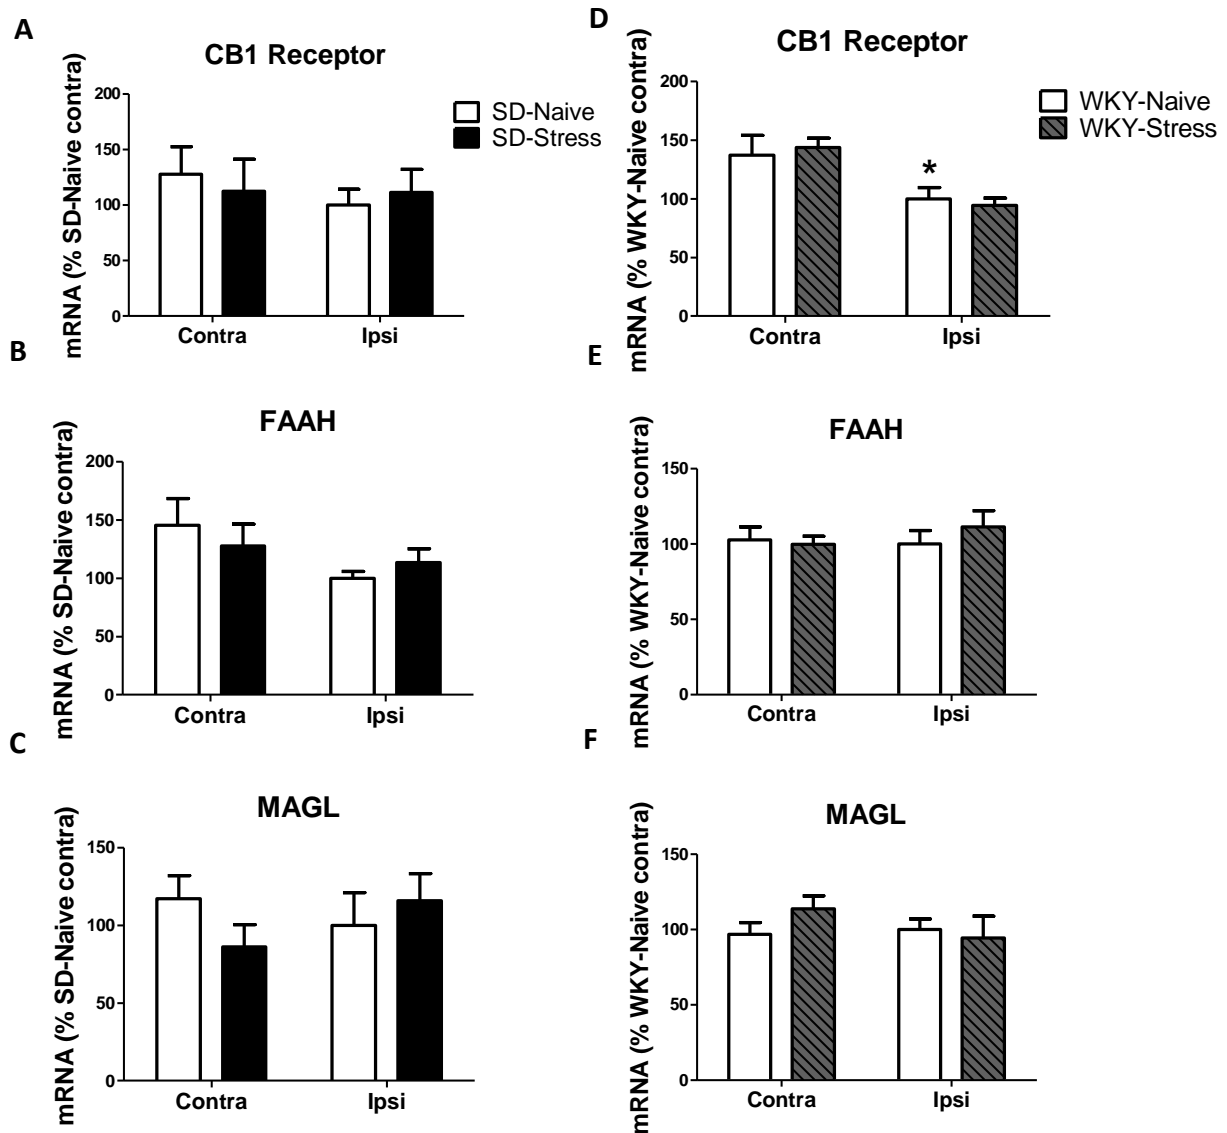 A
CB1 Receptor
mRNA (% SD-Naive contra)
200
150
100
50
0
Contra
Ipsi
SD-Naive
SD-Stress
D
CB1 Receptor
mRNA (% WKY-Naive contra)
200
150
100
50
0
*
Contra
Ipsi
WKY-Naive
WKY-Stress
B
FAAH
mRNA (% SD-Naive contra)
200
150
100
50
0
Contra
Ipsi
E
FAAH
mRNA (% WKY-Naive contra)
150
100
50
0
Contra
Ipsi
C
MAGL
mRNA (% SD-Naive contra)
150
100
50
0
Contra
Ipsi
F
MAGL
mRNA (% WKY-Naive contra)
150
100
50
0
Contra
Ipsi